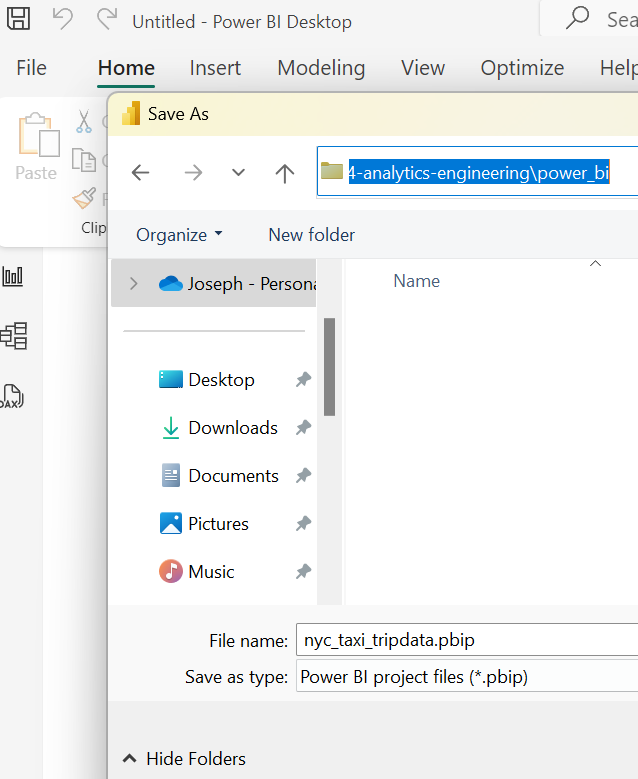 Untitled - Power BI Desktop
Sea
File Home Insert Modeling View Optimize Help
Save As
Paste
Clip
4-analytics-engineering\power_bi
Organize New folder
Joseph - Persona
Name
Desktop
Downloads
Documents
Pictures
Music
DAX
File name: nyc_taxi_tripdata.pbip
Save as type: Power BI project files (*.pbip)
Hide Folders